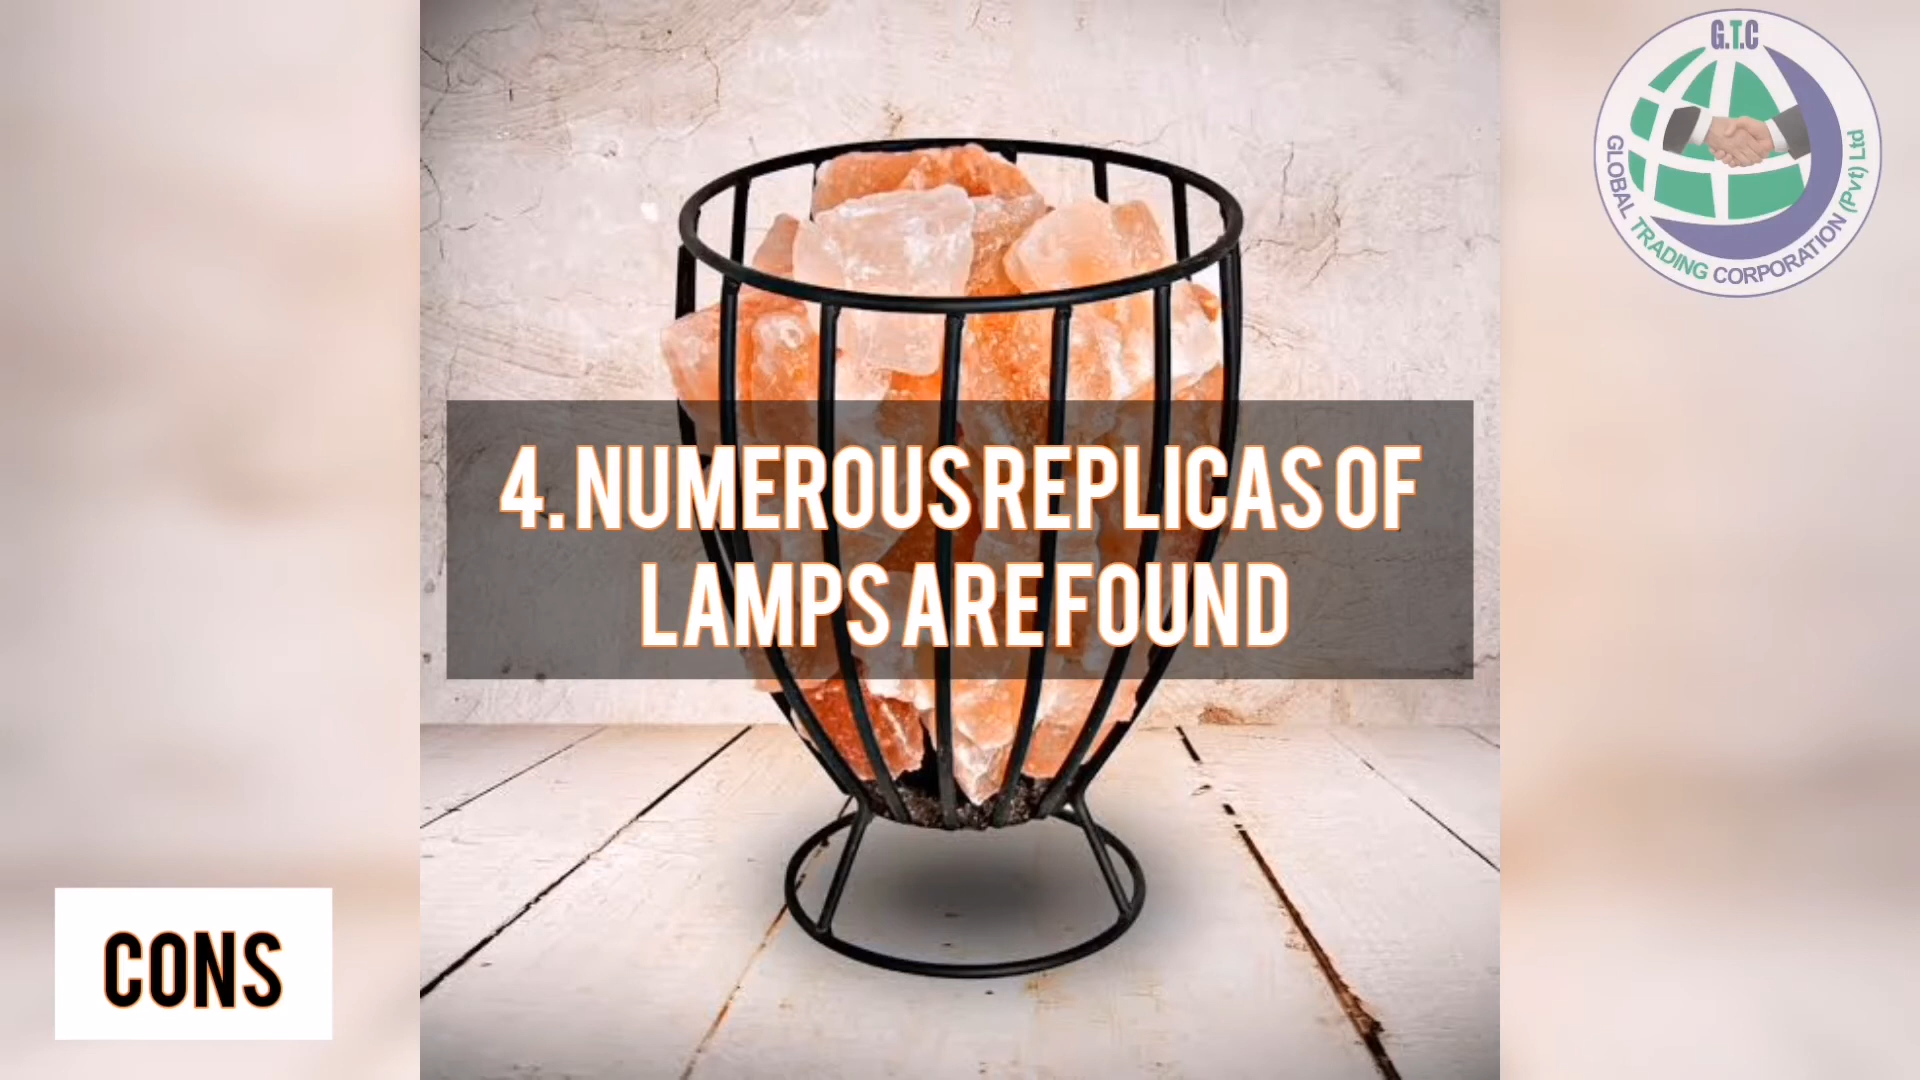 G.T.C
GLOBAL TRADING CORPORATION (Pvt) Ltd
4. NUMEROUS REPLICAS OF
LAMPS ARE FOUND
CONS